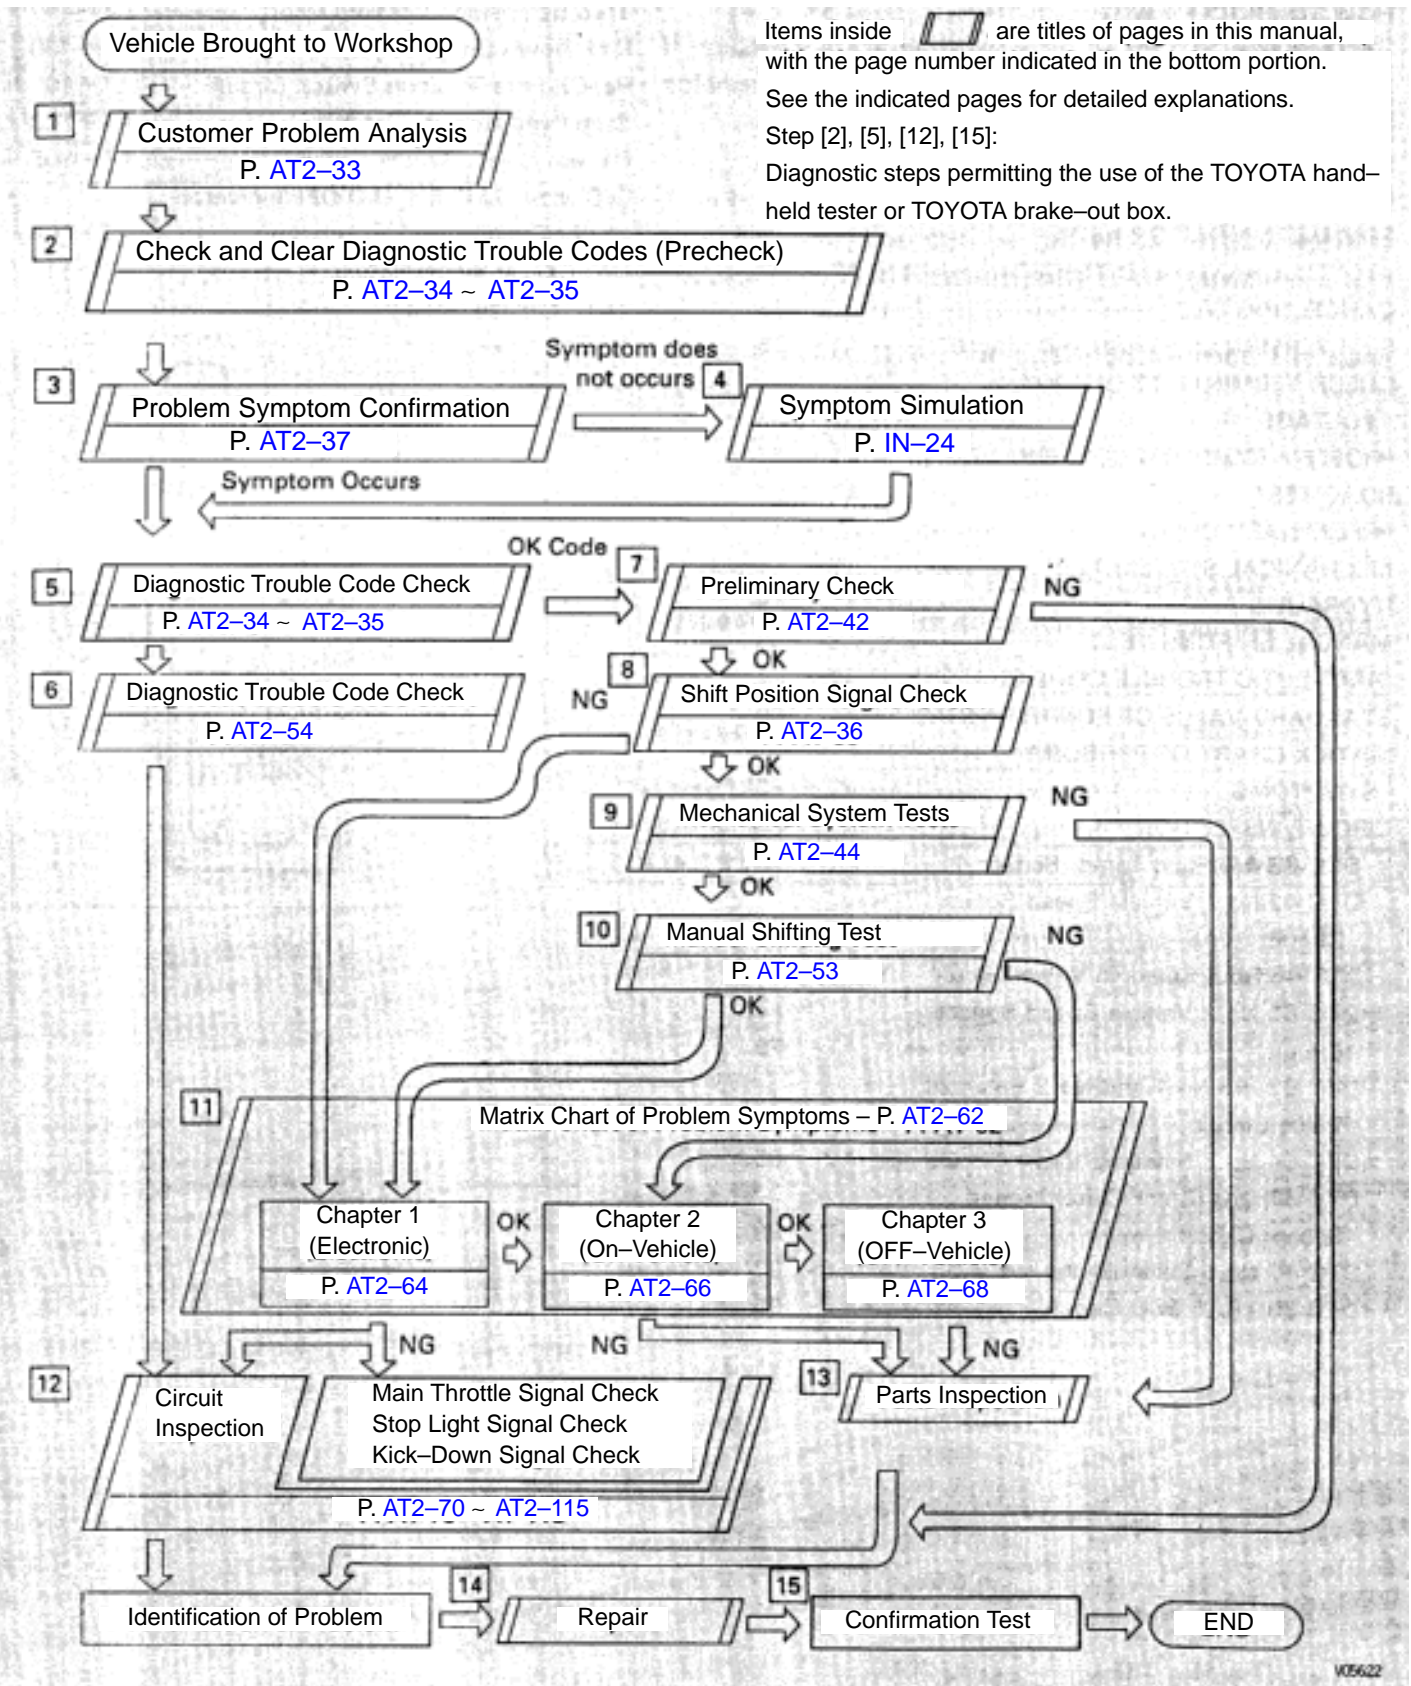 Vehicle Brought to Workshop
Items inside are titles of pages in this manual,
with the page number indicated in the bottom portion.
See the indicated pages for detailed explanations.
Step [2], [5], [12], [15]:
Diagnostic steps permitting the use of the TOYOTA hand–
held tester or TOYOTA brake–out box.
1
Customer Problem Analysis
P. AT2–33
2
Check and Clear Diagnostic Trouble Codes (Precheck)
P. AT2–34 ~ AT2–35
3
Problem Symptom Confirmation
P. AT2–37
Symptom does
not occurs
4
Symptom Simulation
P. IN–24
Symptom Occurs
5
Diagnostic Trouble Code Check
P. AT2–34 ~ AT2–35
OK Code
7
Preliminary Check
P. AT2–42
NG
OK
6
Diagnostic Trouble Code Check
P. AT2–54
NG
8
Shift Position Signal Check
P. AT2–36
OK
9
Mechanical System Tests
P. AT2–44
NG
OK
10
Manual Shifting Test
P. AT2–53
NG
OK
11
Matrix Chart of Problem Symptoms – P. AT2–62
Chapter 1
(Electronic)
P. AT2–64
OK
Chapter 2
(On–Vehicle)
P. AT2–66
OK
Chapter 3
(OFF–Vehicle)
P. AT2–68
NG
NG
NG
12
Circuit
Inspection
Main Throttle Signal Check
Stop Light Signal Check
Kick–Down Signal Check
P. AT2–70 ~ AT2–115
13
Parts Inspection
Identification of Problem
14
Repair
15
Confirmation Test
END
V05622